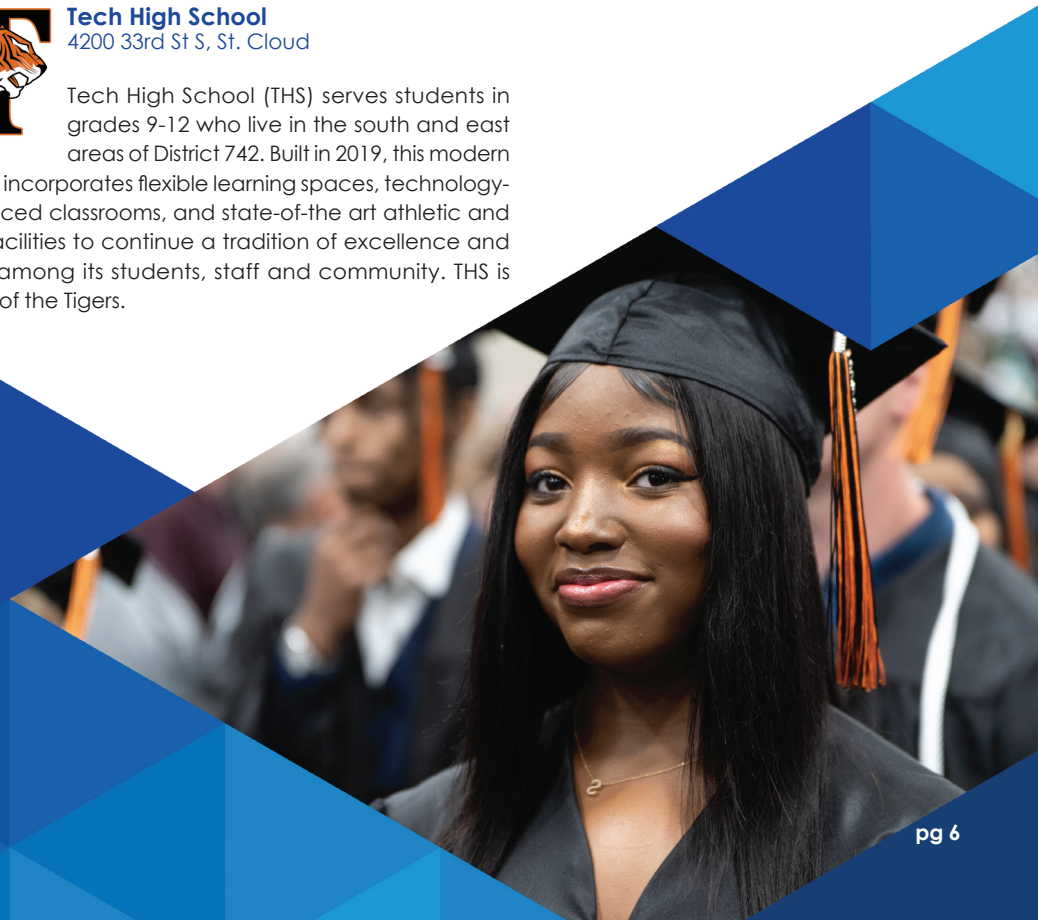 Tech High School
4200 33rd St S, St. Cloud
Tech High School (THS) serves students in
grades 9-12 who live in the south and east
areas of District 742. Built in 2019, this modern
incorporates flexible learning spaces, technology-
classrooms, and state-of-the art athletic and
to continue a tradition of excellence and
among its students, staff and community. THS is
of the Tigers.
pg 6